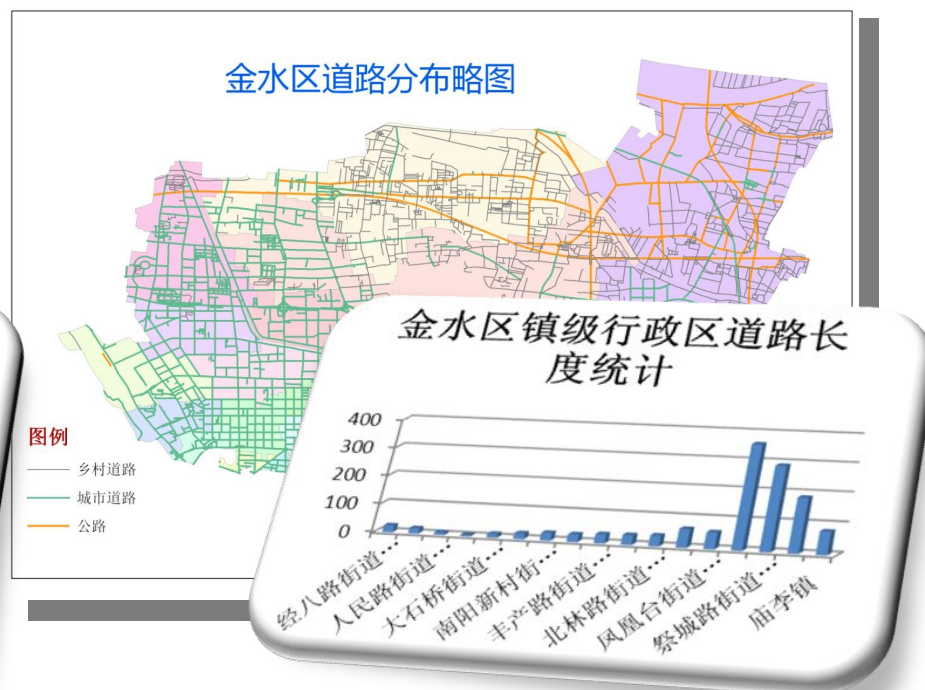 金水区道路分布略图
图例
乡村道路
城市道路
公路
金水区镇级行政区道路长
度统计
400
300
200
100
0
经八路街道…
人民路街道…
大石桥街道…
南阳新村街…
丰产路街道…
北林路街道…
凤凰台街道…
祭城路街道…
庙李镇